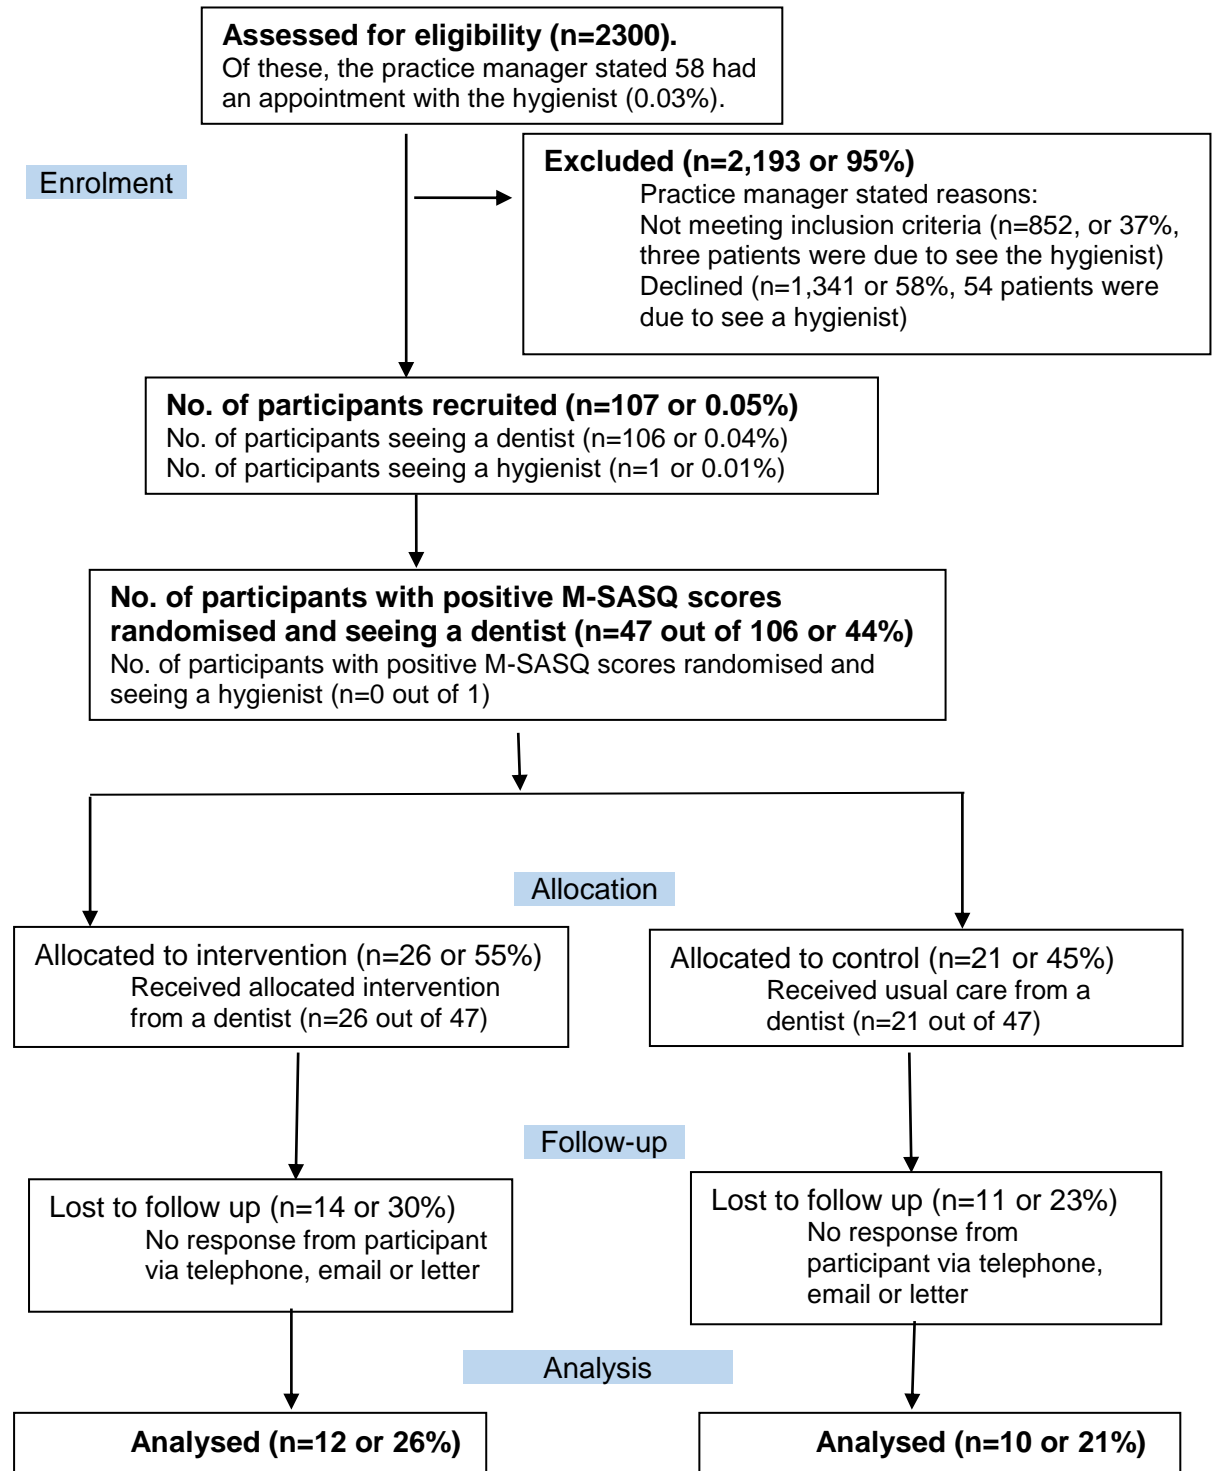 Assessed for eligibility (n=2300).
Of these, the practice manager stated 58 had
an appointment with the hygienist (0.03%).
Enrolment
Excluded (n=2,193 or 95%)
Practice manager stated reasons:
Not meeting inclusion criteria (n=852, or 37%,
three patients were due to see the hygienist)
Declined (n=1,341 or 58%, 54 patients were
due to see a hygienist)
No. of participants recruited (n=107 or 0.05%)
No. of participants seeing a dentist (n=106 or 0.04%)
No. of participants seeing a hygienist (n=1 or 0.01%)
No. of participants with positive M-SASQ scores
randomised and seeing a dentist (n=47 out of 106 or 44%)
No. of participants with positive M-SASQ scores randomised and
seeing a hygienist (n=0 out of 1)
Allocation
Allocated to intervention (n=26 or 55%)
Received allocated intervention
from a dentist (n=26 out of 47)
Allocated to control (n=21 or 45%)
Received usual care from a
dentist (n=21 out of 47)
Follow-up
Lost to follow up (n=14 or 30%)
No response from participant
via telephone, email or letter
Lost to follow up (n=11 or 23%)
No response from
participant via telephone,
email or letter
Analysis
Analysed (n=12 or 26%)
Analysed (n=10 or 21%)